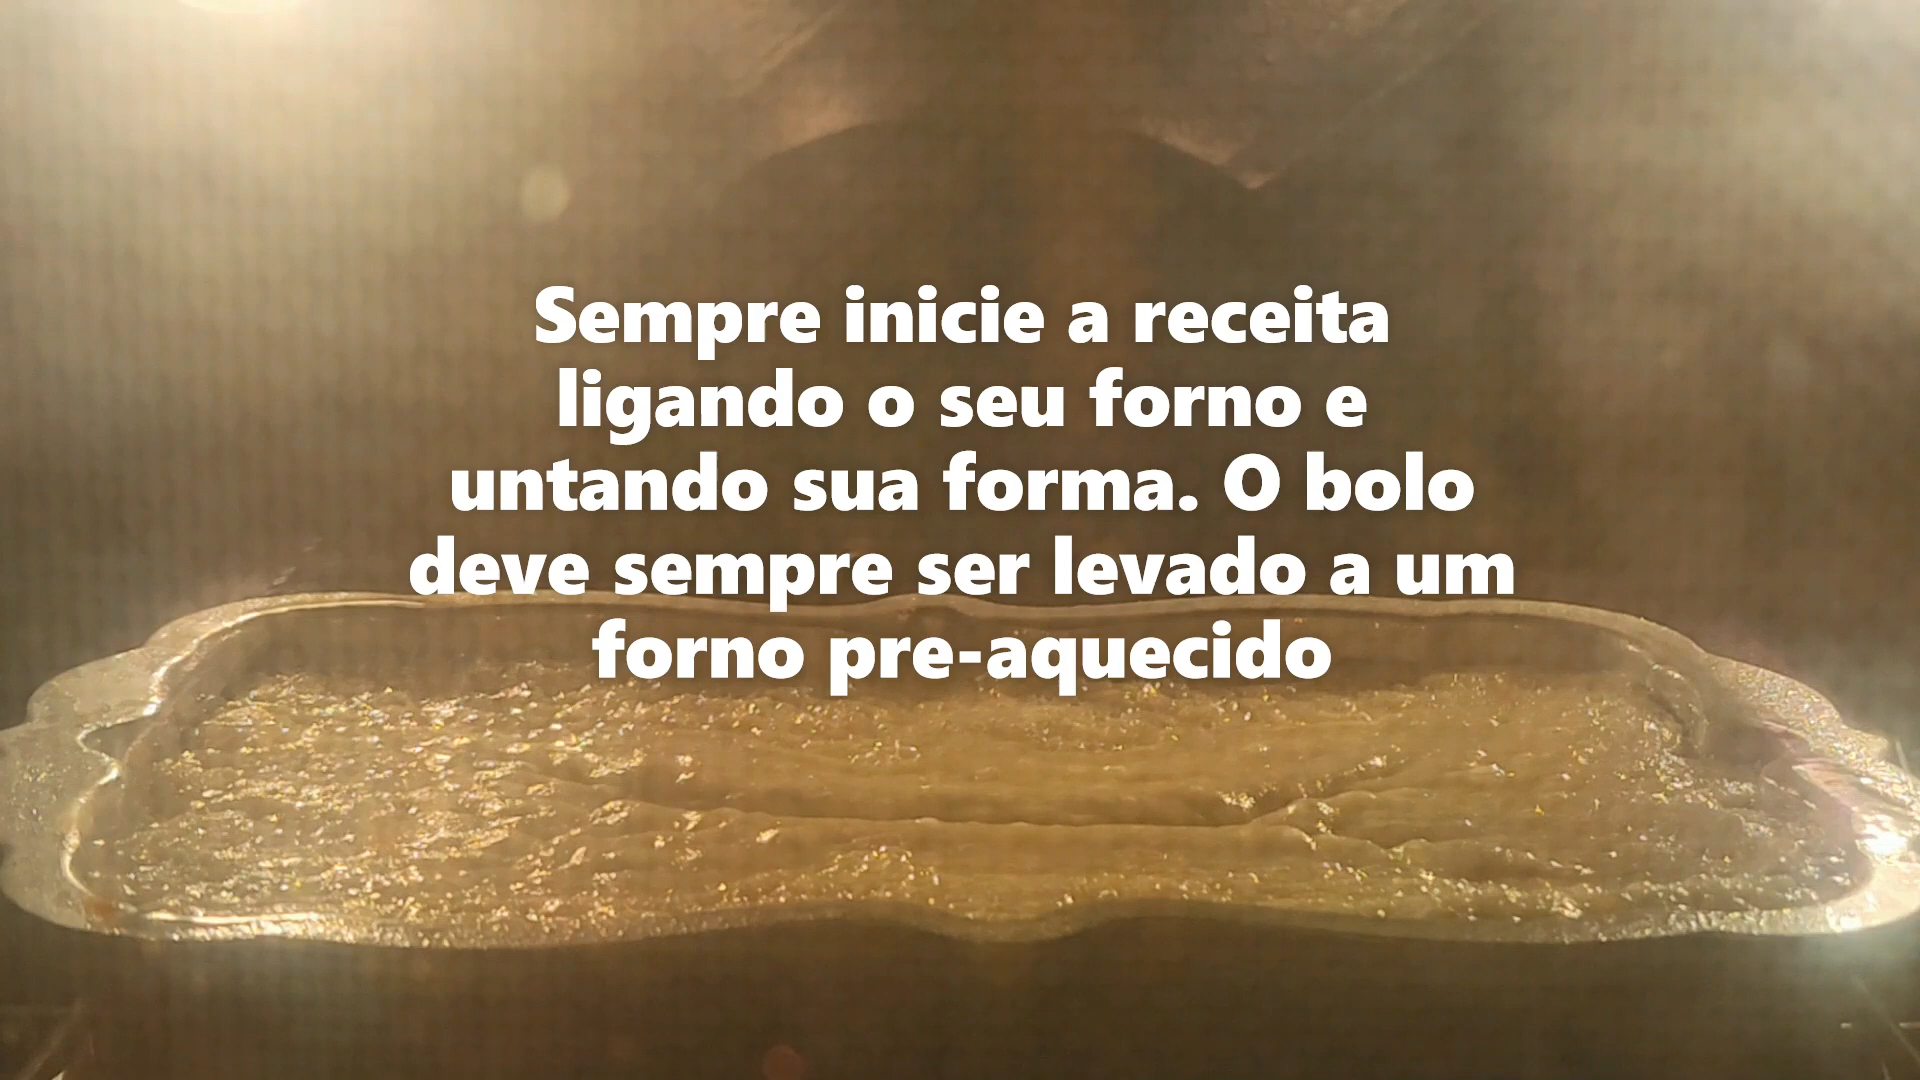 Sempre inicie a receita
ligando o seu forno e
untando sua forma. O bolo
deve sempre ser levado a um
forno pre-aquecido